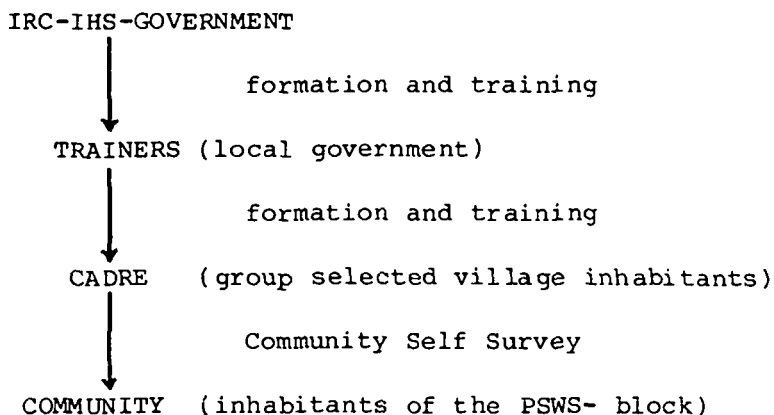 IRC-IHS-GOVERNMENT
formation and training
TRAINERS (local government)
formation and training
CADRE (group selected village inhabitants)
Community Self Survey
COMMUNITY (inhabitants of the PSWS- block)